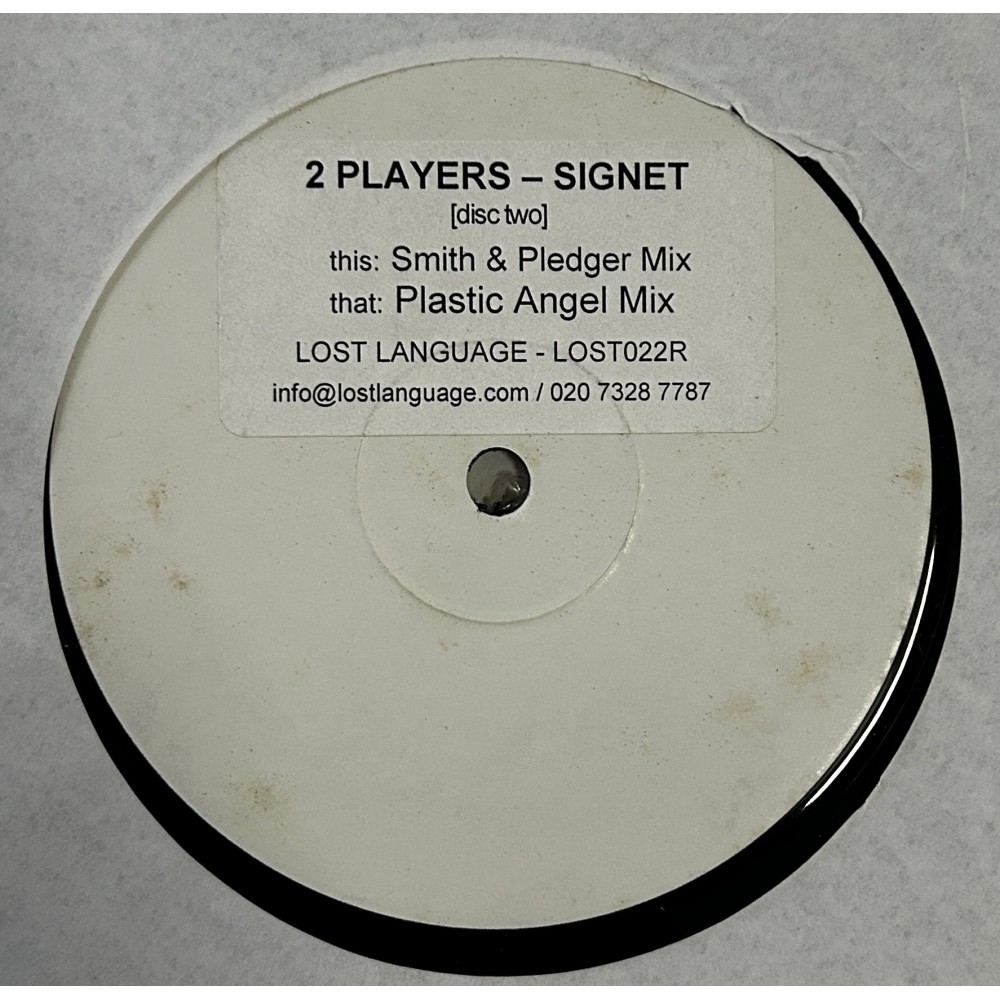 2 PLAYERS – SIGNET
[disc two]
this: Smith & Pledger Mix
that: Plastic Angel Mix
LOST LANGUAGE - LOST022R
info@lostlanguage.com / 020 7328 7787